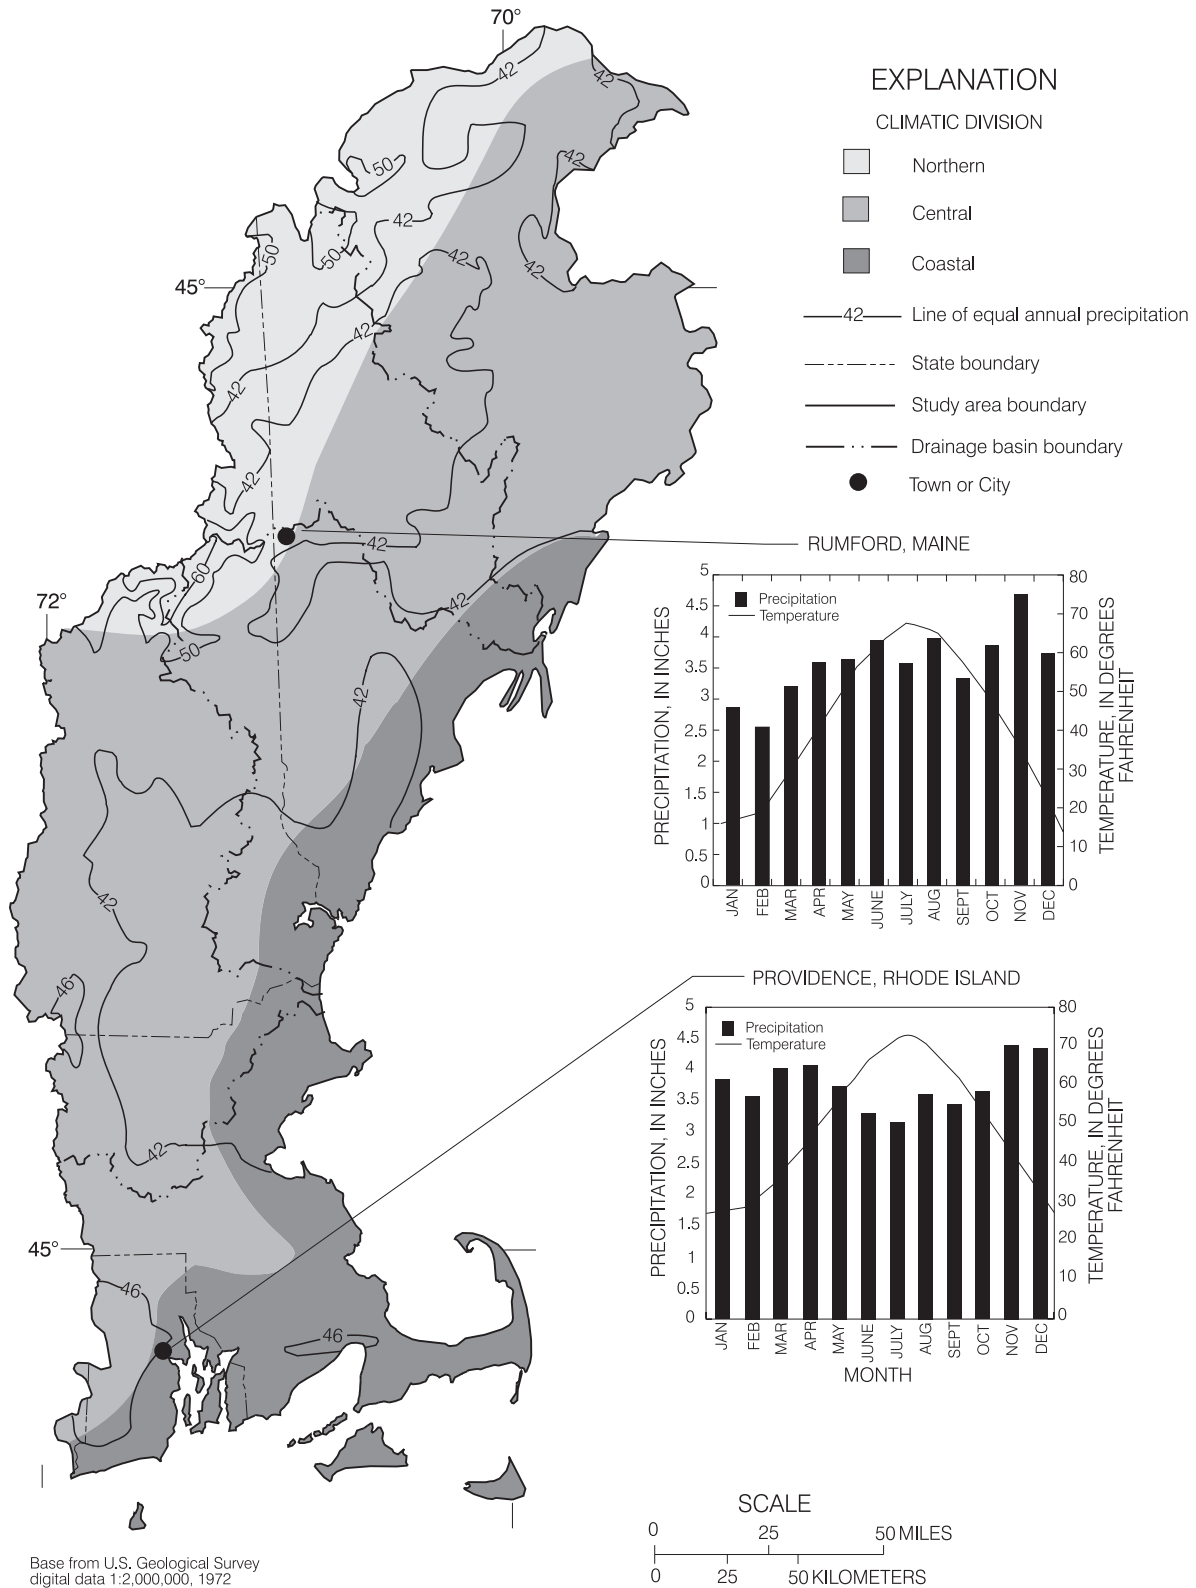 70°
42
42
50
42
42
50
50
42
42
45°
42
42
42
60
42
72°
42
50
42
42
46
42
45°
46
46
EXPLANATION
CLIMATIC DIVISION
Northern
Central
Coastal
42 Line of equal annual precipitation
State boundary
Study area boundary
Drainage basin boundary
Town or City
RUMFORD, MAINE
Precipitation
Temperature
PRECIPITATION, IN INCHES
5
4.5
4
3.5
3
2.5
2
1.5
1
0.5
0
80
70
60
50
40
30
20
10
0
TEMPERATURE, IN DEGREES
FAHRENHEIT
JAN FEB MAR APR MAY JUNE JULY AUG SEPT OCT NOV DEC
PROVIDENCE, RHODE ISLAND
Precipitation
Temperature
PRECIPITATION, IN INCHES
5
4.5
4
3.5
3
2.5
2
1.5
1
0.5
0
80
70
60
50
40
30
20
10
0
TEMPERATURE, IN DEGREES
FAHRENHEIT
JAN FEB MAR APR MAY JUNE JULY AUG SEPT OCT NOV DEC
MONTH
SCALE
0 25 50 MILES
0 25 50 KILOMETERS
Base from U.S. Geological Survey
digital data 1:2,000,000, 1972